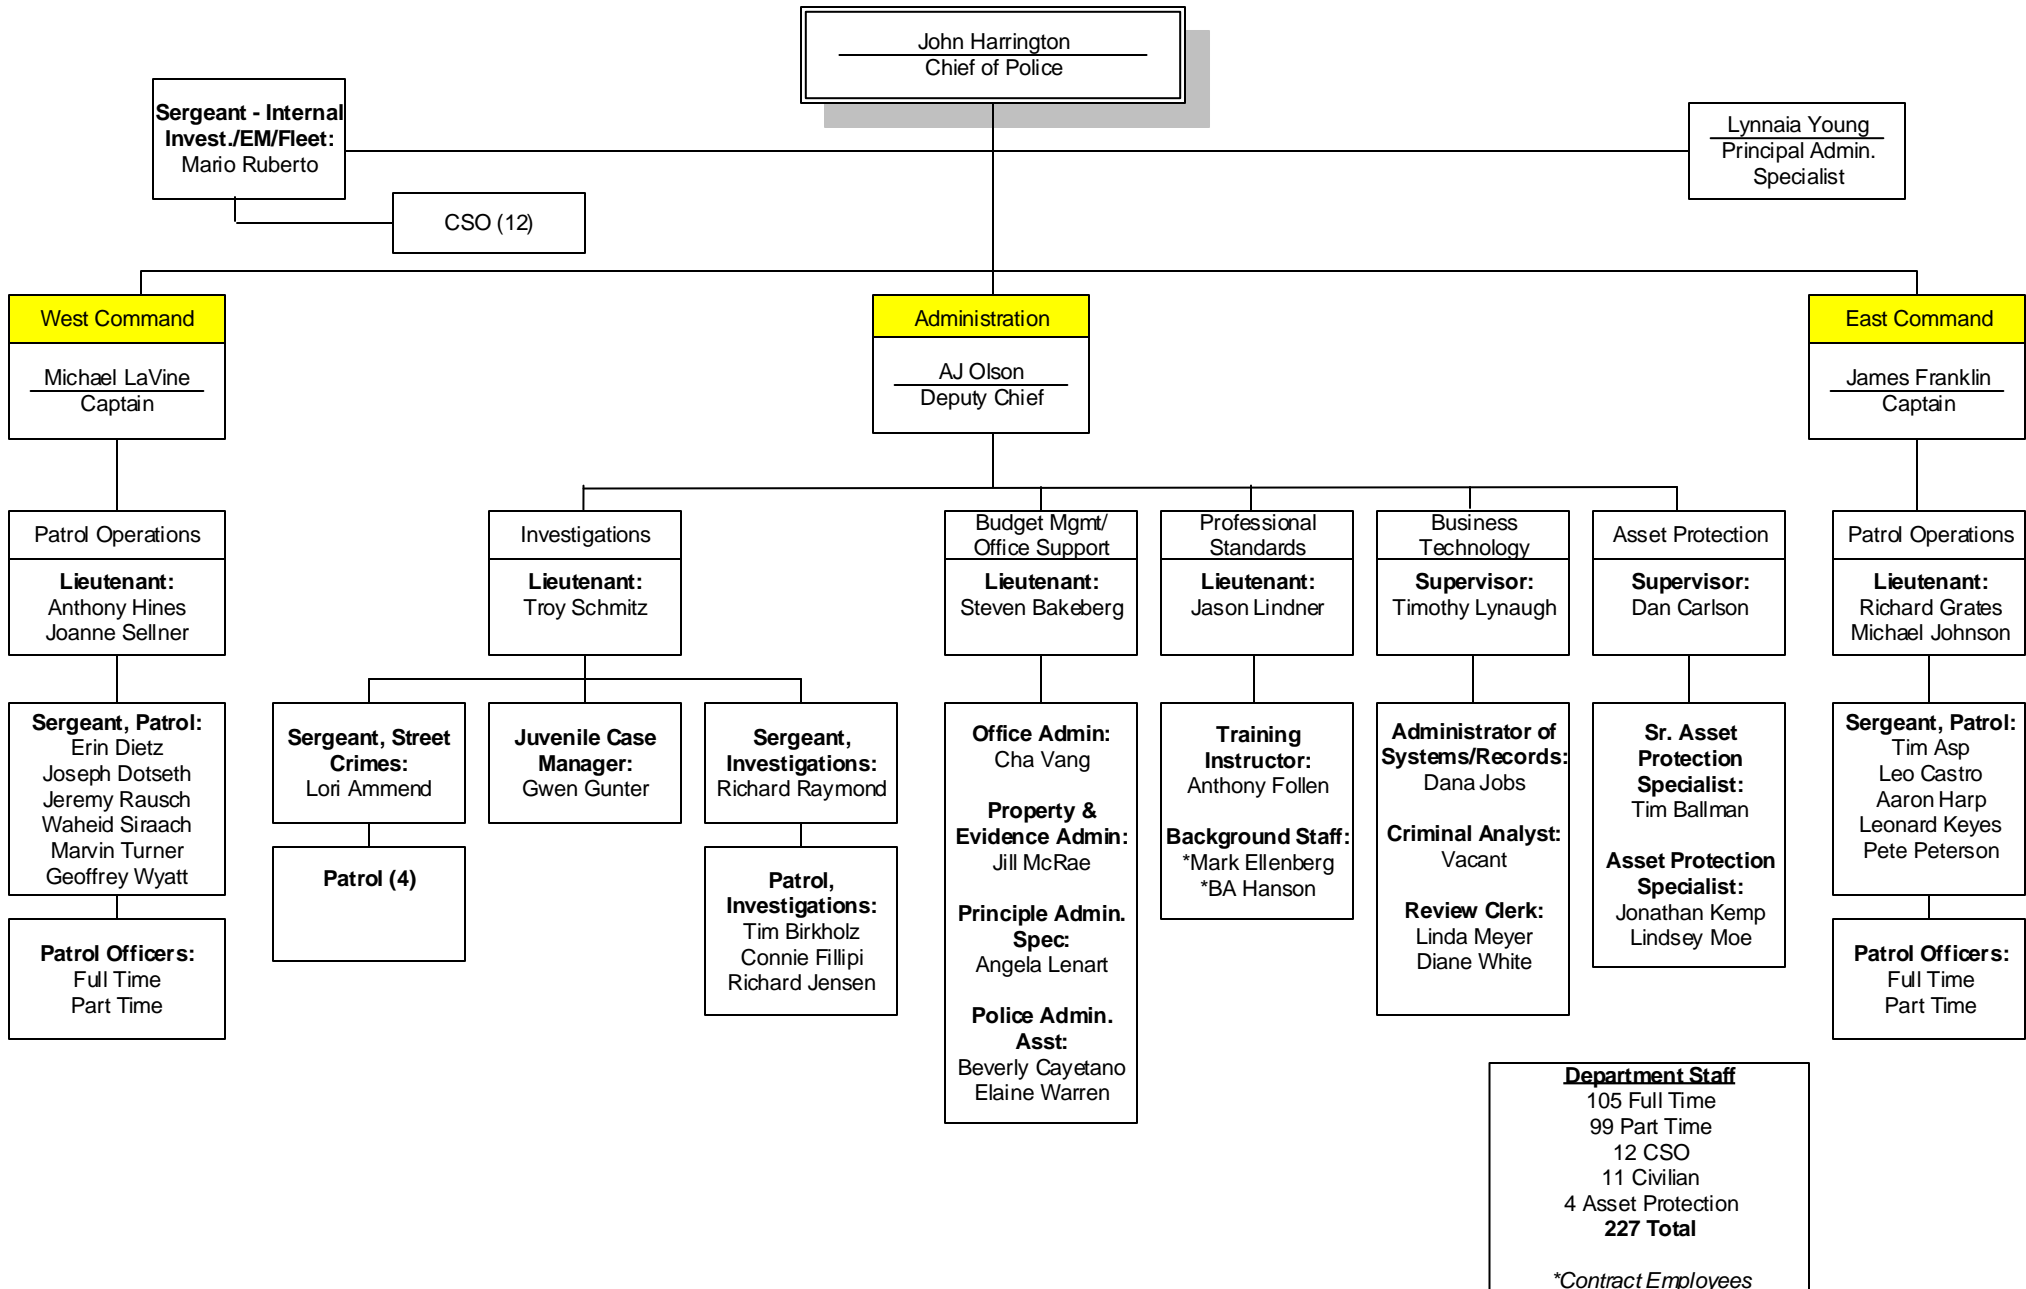 John Harrington
Chief of Police
Sergeant - Internal
Invest./EM/Fleet:
Mario Ruberto
Lynnaia Young
Principal Admin.
Specialist
CSO (12)
West Command
Michael LaVine
Captain
Administration
AJ Olson
Deputy Chief
East Command
James Franklin
Captain
Patrol Operations
Lieutenant:
Anthony Hines
Joanne Sellner
Investigations
Lieutenant:
Troy Schmitz
Budget Mgmt/
Office Support
Lieutenant:
Steven Bakeberg
Professional
Standards
Lieutenant:
Jason Lindner
Business
Technology
Supervisor:
Timothy Lynaugh
Asset Protection
Supervisor:
Dan Carlson
Patrol Operations
Lieutenant:
Richard Grates
Michael Johnson
Sergeant, Patrol:
Erin Dietz
Joseph Dotseth
Jeremy Rausch
Waheid Siraach
Marvin Turner
Geoffrey Wyatt
Sergeant, Street
Crimes:
Lori Ammend
Juvenile Case
Manager:
Gwen Gunter
Sergeant,
Investigations:
Richard Raymond
Office Admin:
Cha Vang
Property &
Evidence Admin:
Jill McRae
Principle Admin.
Spec:
Angela Lenart
Police Admin.
Asst:
Beverly Cayetano
Elaine Warren
Training
Instructor:
Anthony Follen
Background Staff:
*Mark Ellenberg
*BA Hanson
Administrator of
Systems/Records:
Dana Jobs
Criminal Analyst:
Vacant
Review Clerk:
Linda Meyer
Diane White
Sr. Asset
Protection
Specialist:
Tim Ballman
Asset Protection
Specialist:
Jonathan Kemp
Lindsey Moe
Sergeant, Patrol:
Tim Asp
Leo Castro
Aaron Harp
Leonard Keyes
Pete Peterson
Patrol Officers:
Full Time
Part Time
Patrol (4)
Patrol,
Investigations:
Tim Birkholz
Connie Fillipi
Richard Jensen
Patrol Officers:
Full Time
Part Time
Department Staff
105 Full Time
99 Part Time
12 CSO
11 Civilian
4 Asset Protection
227 Total
*Contract Employees